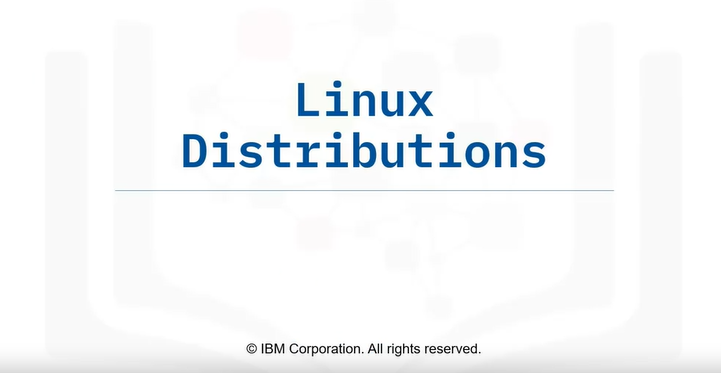 Linux
Distributions
© IBM Corporation. All rights reserved.